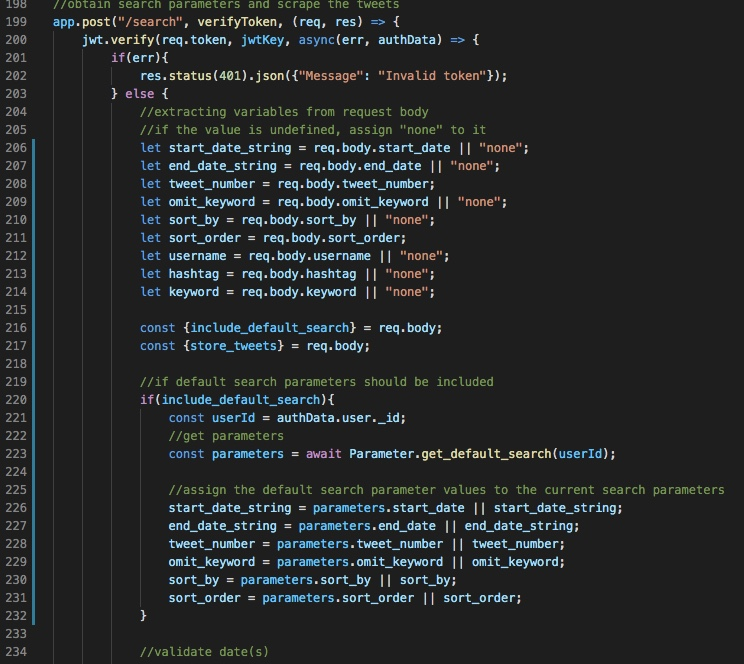 198 //obtain search parameters and scrape the tweets
199 app.post("/search", verifyToken, (req, res) => {
200 jwt.verify(req.token, jwtKey, async(err, authData) => {
201 if(err){
202 res.status(401).json({"Message": "Invalid token"});
203 } else {
204 //extracting variables from request body
205 //if the value is undefined, assign "none" to it
206 let start_date_string = req.body.start_date || "none";
207 let end_date_string = req.body.end_date || "none";
208 let tweet_number = req.body.tweet_number;
209 let omit_keyword = req.body.omit_keyword || "none";
210 let sort_by = req.body.sort_by || "none";
211 let sort_order = req.body.sort_order;
212 let username = req.body.username || "none";
213 let hashtag = req.body.hashtag || "none";
214 let keyword = req.body.keyword || "none";
215
216 const {include_default_search} = req.body;
217 const {store_tweets} = req.body;
218
219 //if default search parameters should be included
220 if(include_default_search){
221 const userId = authData.user._id;
222 //get parameters
223 const parameters = await Parameter.get_default_search(userId);
224
225 //assign the default search parameter values to the current search parameters
226 start_date_string = parameters.start_date || start_date_string;
227 end_date_string = parameters.end_date || end_date_string;
228 tweet_number = parameters.tweet_number || tweet_number;
229 omit_keyword = parameters.omit_keyword || omit_keyword;
230 sort_by = parameters.sort_by || sort_by;
231 sort_order = parameters.sort_order || sort_order;
232 }
233
234 //validate date(s)